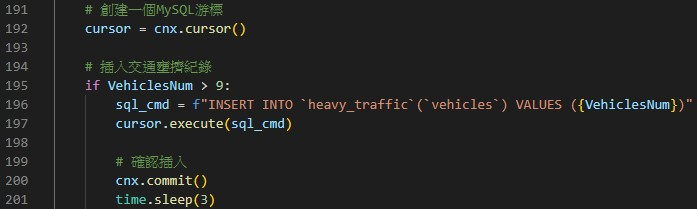 191 # 創建一個MySQL游標
192 cursor = cnx.cursor()
193
194 # 插入交通壅擠紀錄
195 if VehiclesNum > 9:
196 sql_cmd = f"INSERT INTO `heavy_traffic`(`vehicles`) VALUES ({VehiclesNum})"
197 cursor.execute(sql_cmd)
198
199 # 確認插入
200 cnx.commit()
201 time.sleep(3)